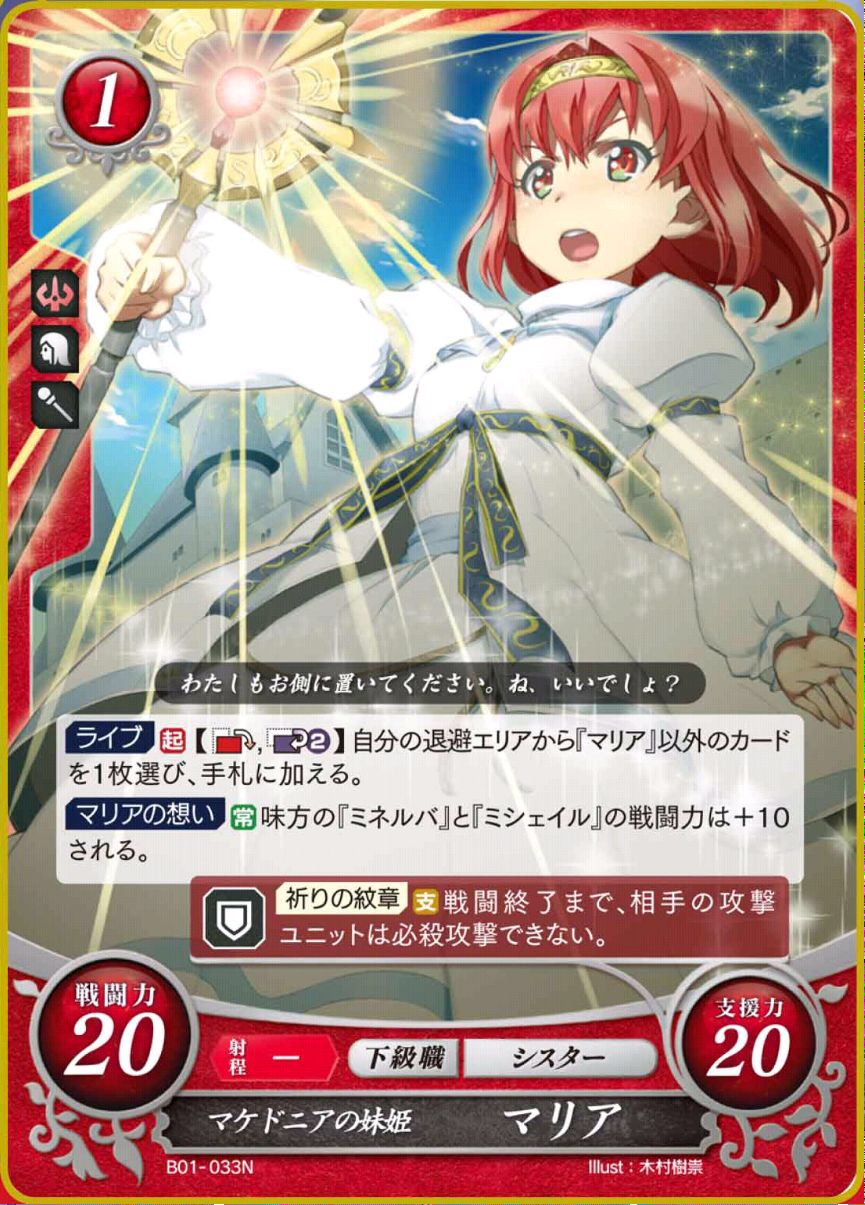 1
わたしもお側に置いてください。ね、いいでしょ?
ライブ 起【 , 2】自分の退避エリアから『マリア』以外のカード
を1枚選び、手札に加える。
マリアの想い 常 味方の『ミネルバ』と『ミシェイル』の戦闘力は+10
される。
祈りの紋章 支 戦闘終了まで、相手の攻撃
ユニットは必殺攻撃できない。
戦闘力
20
射程 — 下級職 シスター
支援力
20
マケドニアの妹姫 マリア
B01-033N Illust:木村樹崇